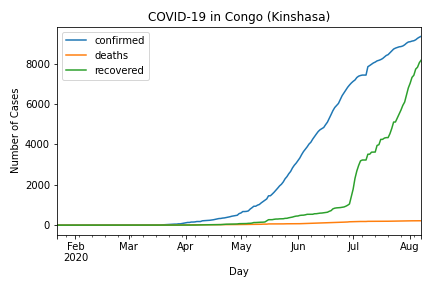 COVID-19 in Congo (Kinshasa)
confirmed
deaths
recovered
Number of Cases
8000
6000
4000
2000
0
Feb Mar Apr May Jun Jul Aug
2020
Day